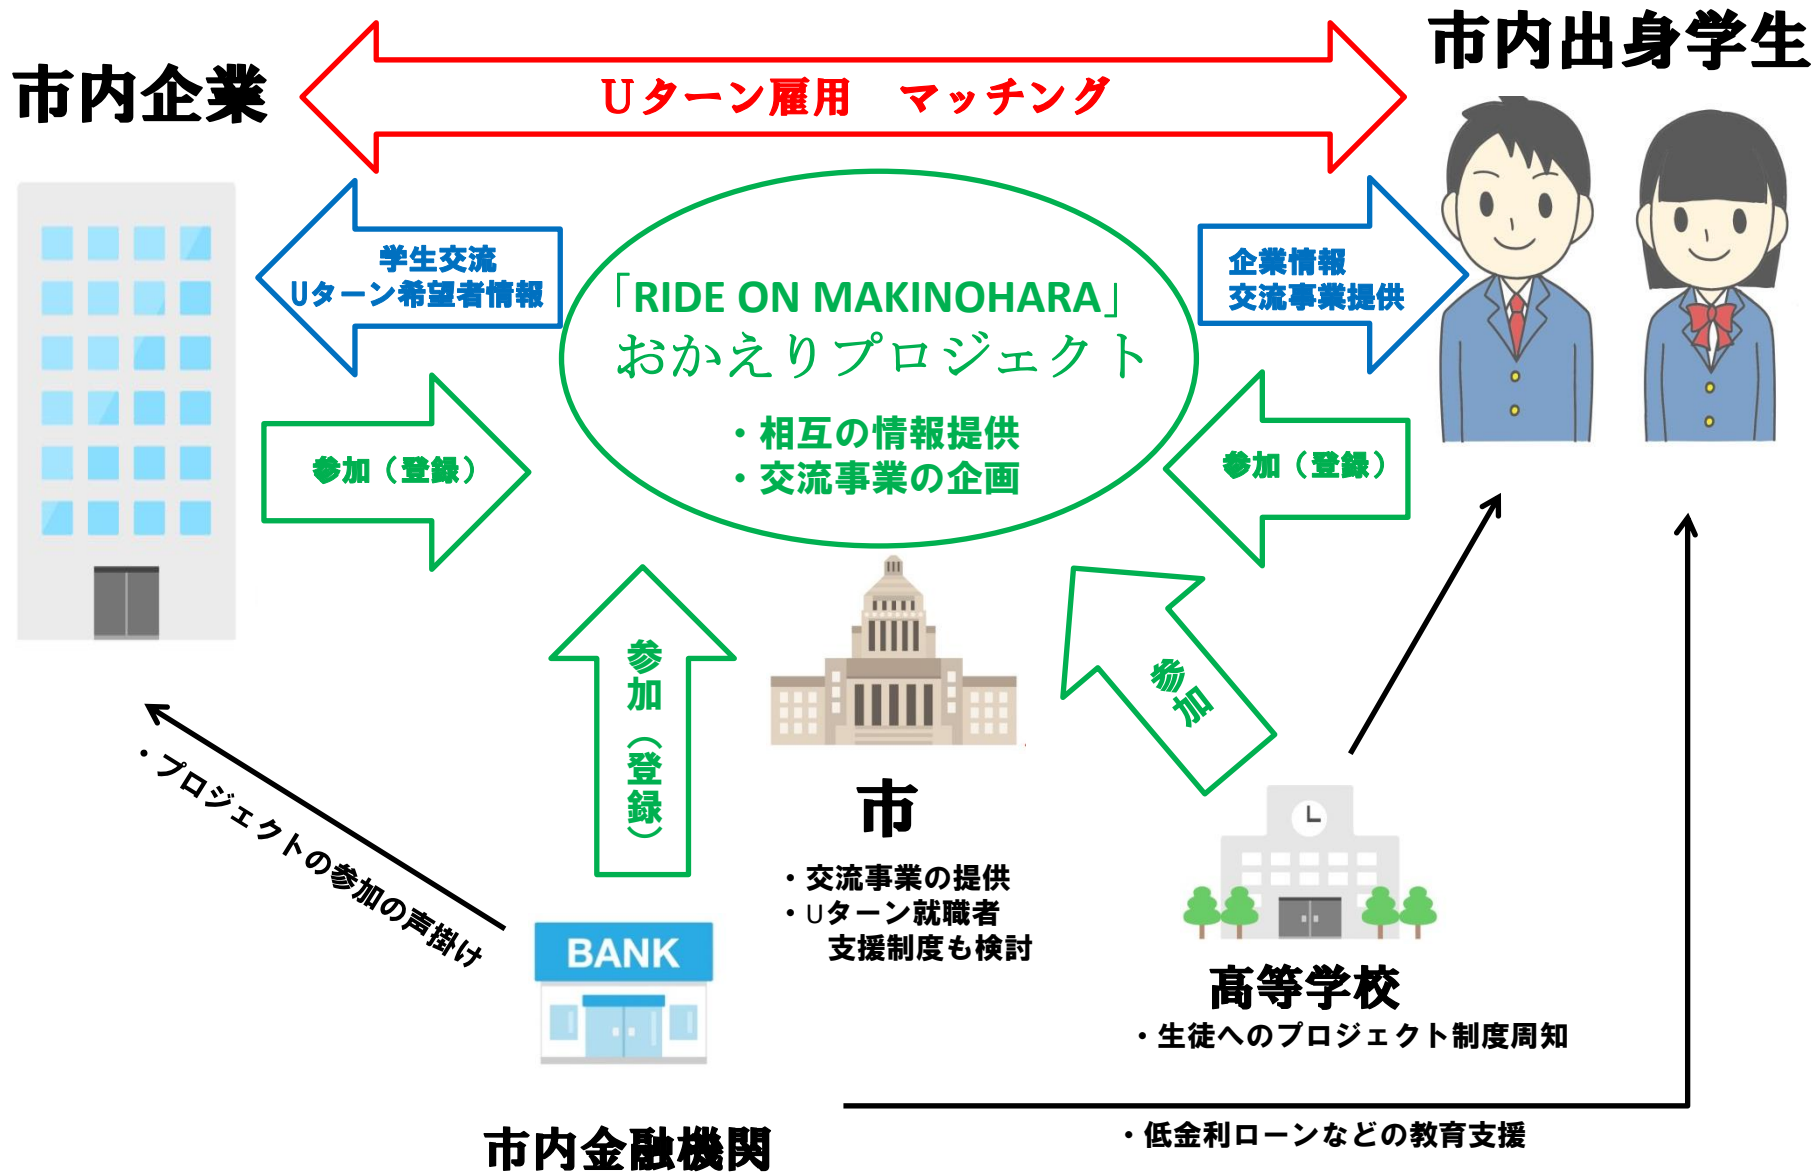 市内出身学生
市内企業
Uターン雇用　マッチング
学生交流
Uターン希望者情報
企業情報
交流事業提供
「RIDE ON MAKINOHARA」
おかえりプロジェクト
・相互の情報提供
・交流事業の企画
参加（登録）
参加（登録）
参加（登録）
参加
・プロジェクトの参加の声掛け
市
・交流事業の提供
・Uターン就職者
支援制度も検討
BANK
高等学校
・生徒へのプロジェクト制度周知
市内金融機関
・低金利ローンなどの教育支援